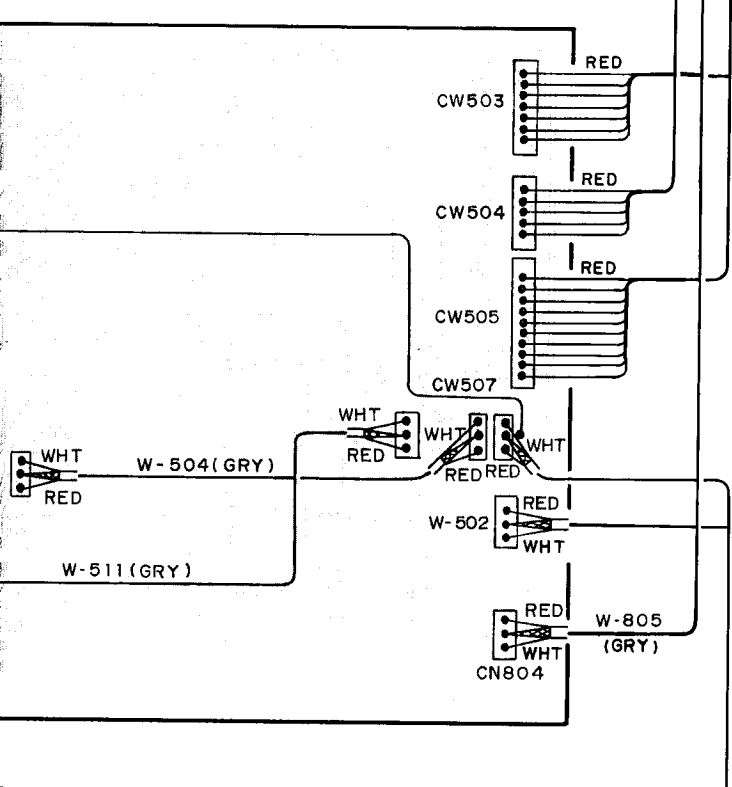 RED
CW503
RED
CW504
RED
CW505
CW507
WHT
WHT
WHT
WHT
W-504(GRY)
RED
RED
RED
RED
RED
W-502
WHT
W-511(GRY)
RED
W-805
(GRY)
WHT
CN804